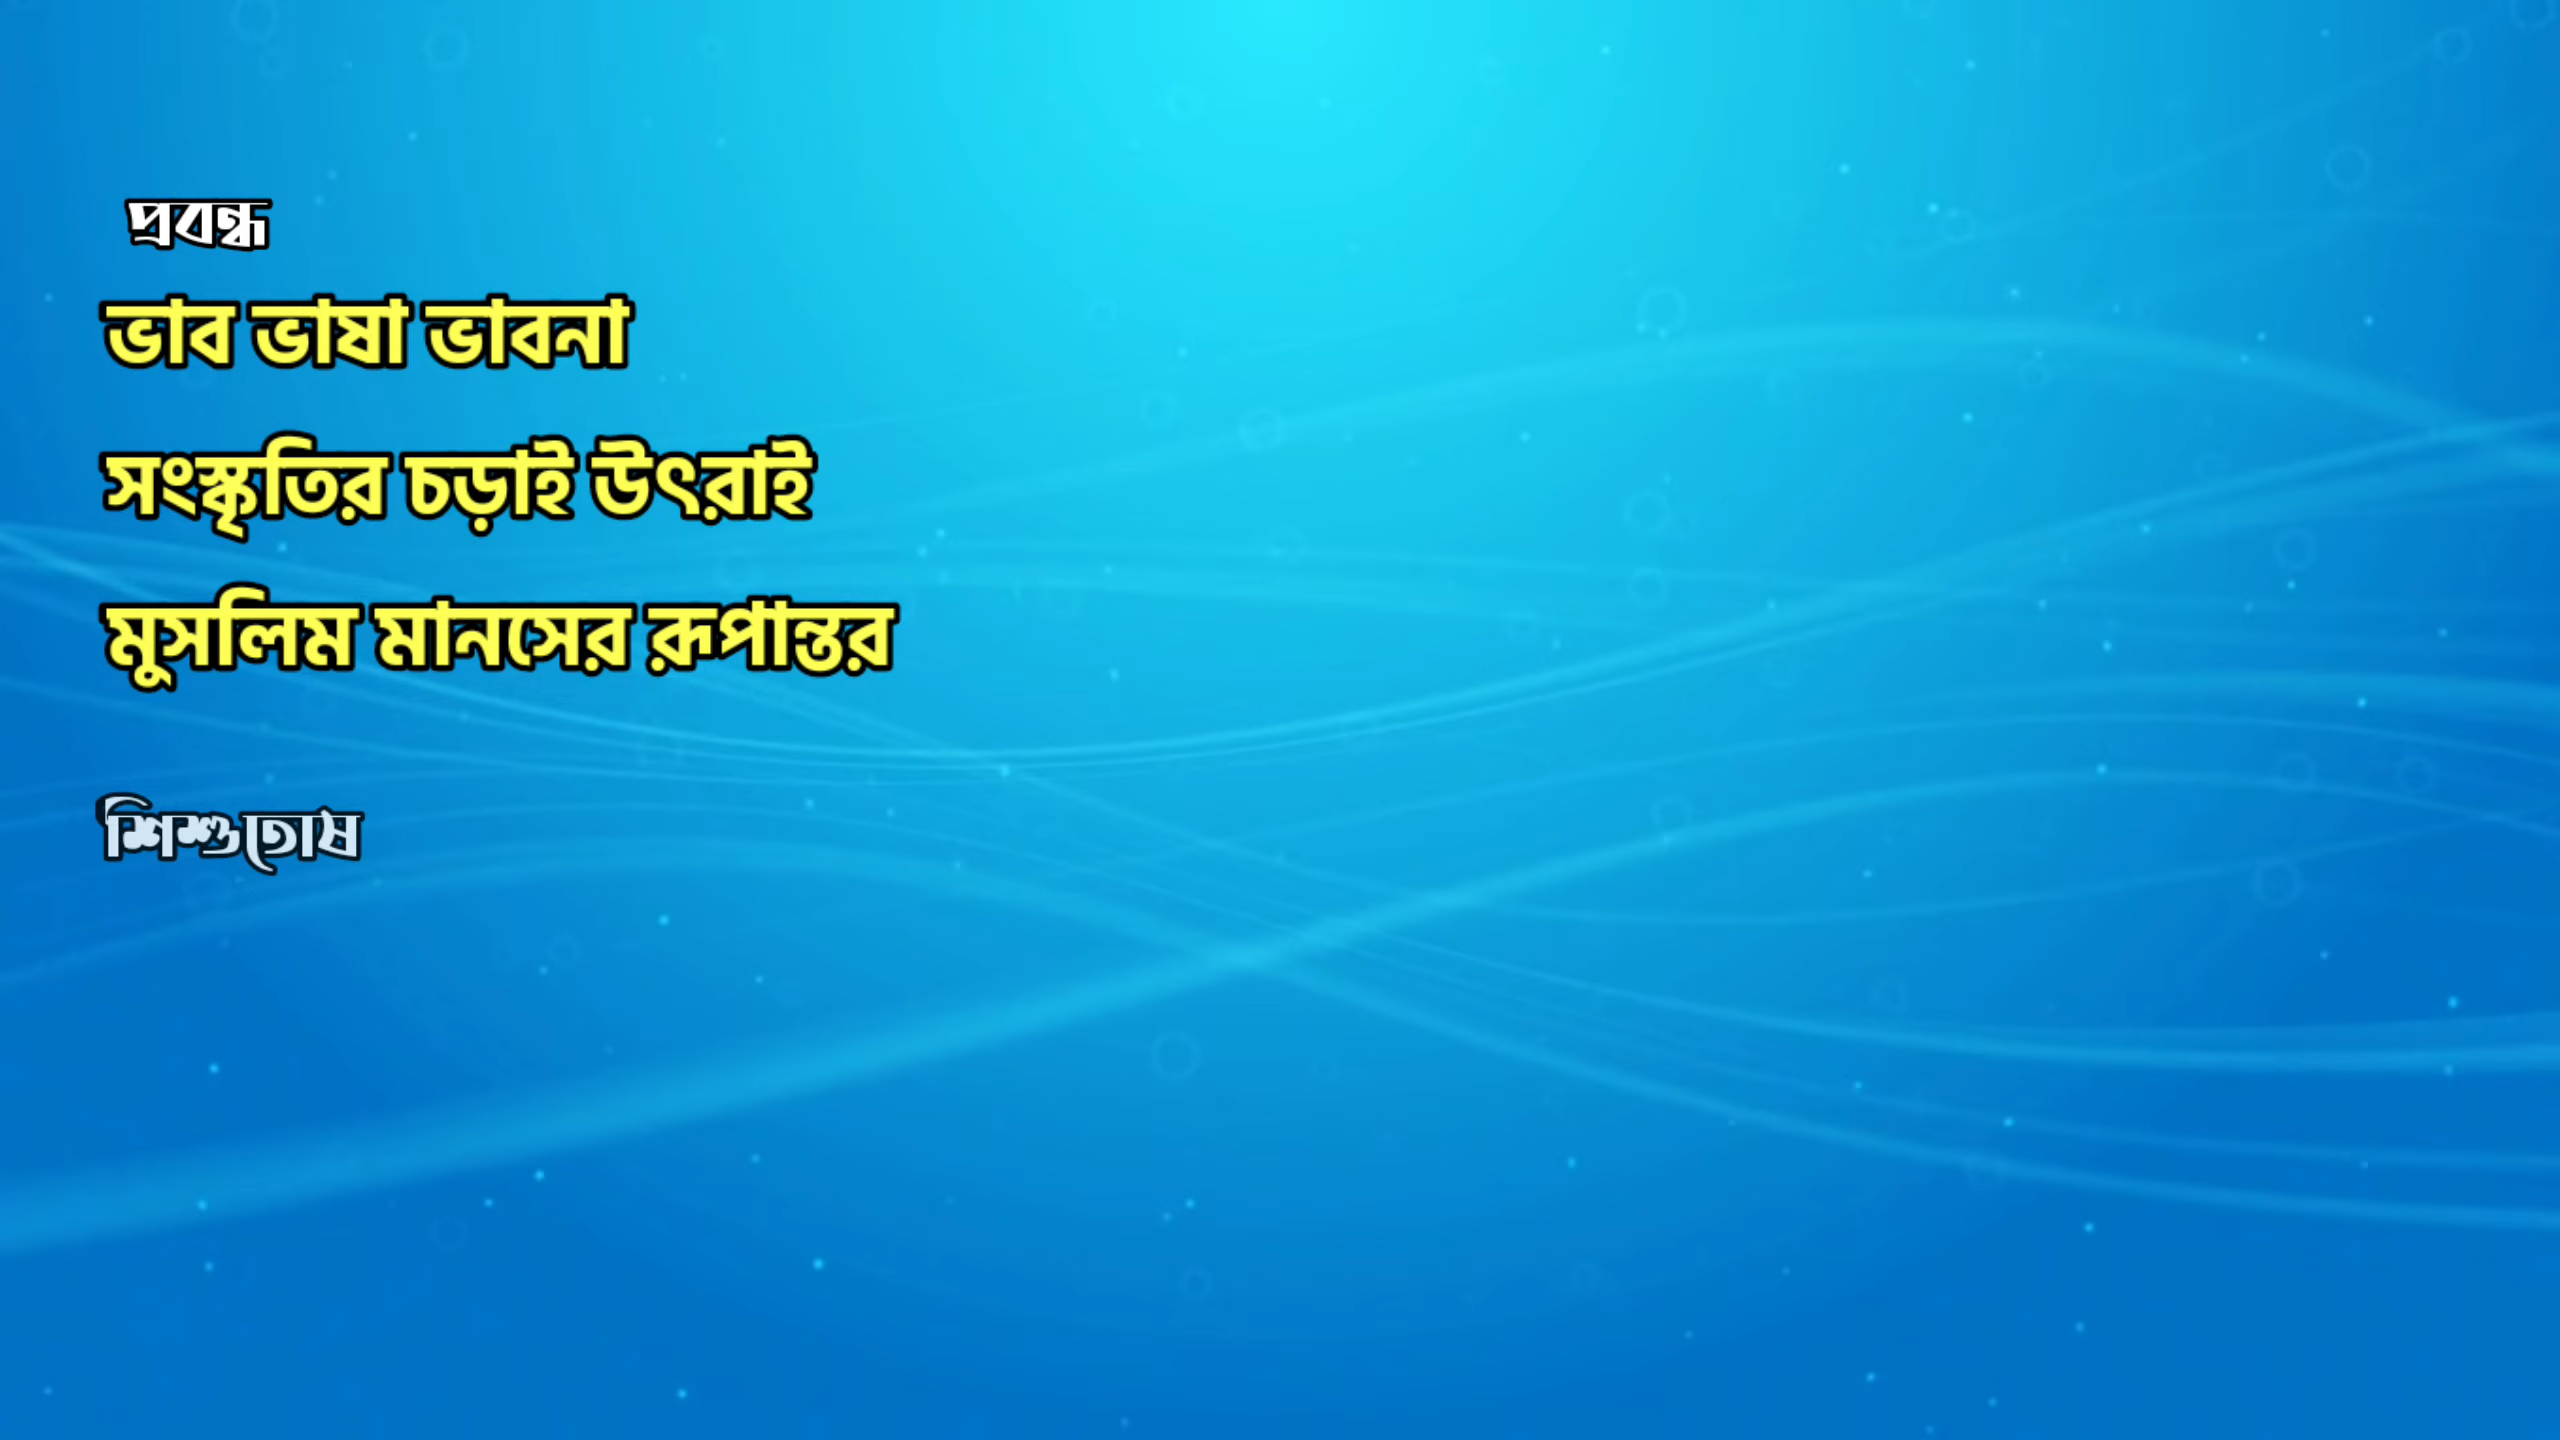 প্রবন্ধ
ভাব ভাষা ভাবনা
সংস্কৃতির চড়াই উৎরাই
মুসলিম মানসের রূপান্তর
শিশুতোষ